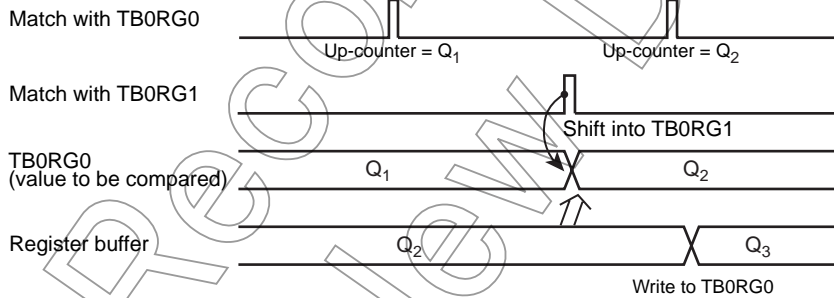 Match with TB0RG0
Up-counter = Q1
Up-counter = Q2
Match with TB0RG1
Shift into TB0RG1
TB0RG0
(value to be compared)
Q1
Q2
Register buffer
Q2
Q3
Write to TB0RG0